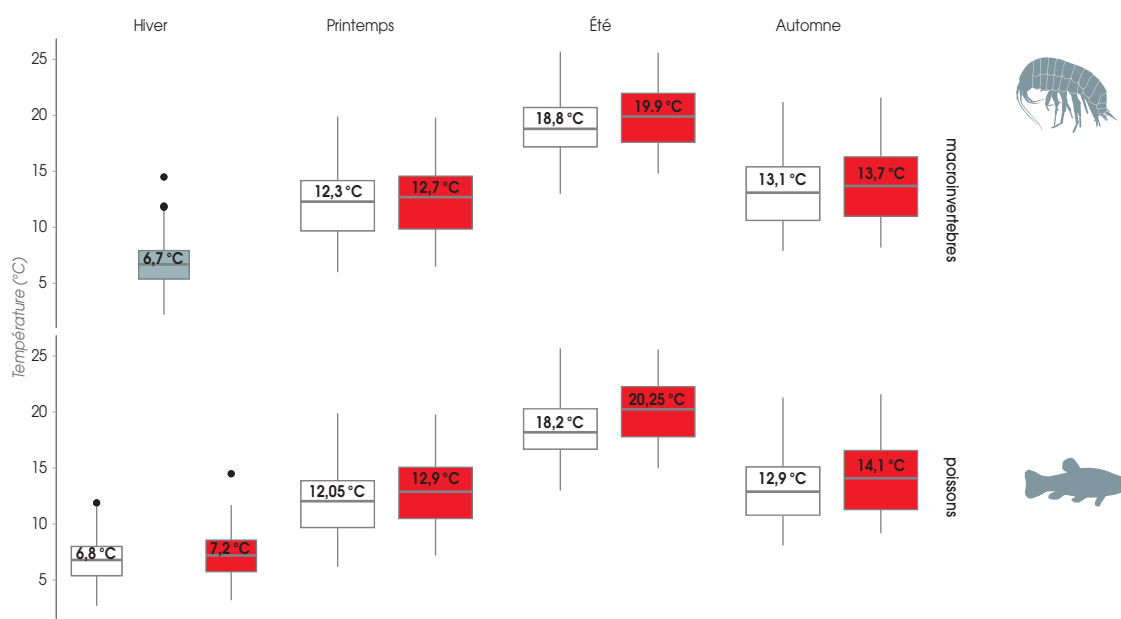 Hiver Printemps Été Automne
25
20
15
10
5
6,7 °C
12,3 °C
12,7 °C
18,8 °C
19.9 °C
13,1 °C
13,7 °C
macroinvertebres
Température (°C)
25
20
15
10
5
6,8 °C
7,2 °C
12,05 °C
12,9 °C
18,2 °C
20,25 °C
12,9 °C
14,1 °C
poissons